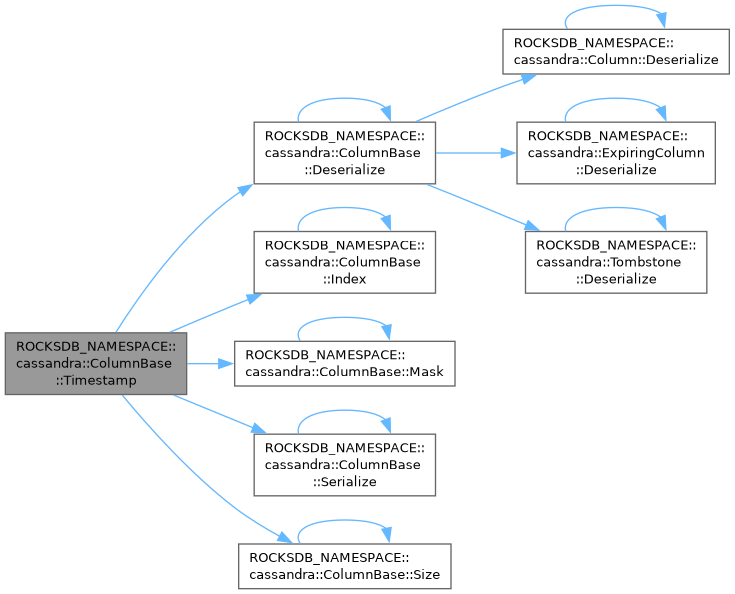 ROCKSDB_NAMESPACE::
cassandra::ColumnBase
::Timestamp
ROCKSDB_NAMESPACE::
cassandra::ColumnBase
::Deserialize
ROCKSDB_NAMESPACE::
cassandra::Column::Deserialize
ROCKSDB_NAMESPACE::
cassandra::ExpiringColumn
::Deserialize
ROCKSDB_NAMESPACE::
cassandra::Tombstone
::Deserialize
ROCKSDB_NAMESPACE::
cassandra::ColumnBase
::Index
ROCKSDB_NAMESPACE::
cassandra::ColumnBase::Mask
ROCKSDB_NAMESPACE::
cassandra::ColumnBase
::Serialize
ROCKSDB_NAMESPACE::
cassandra::ColumnBase::Size